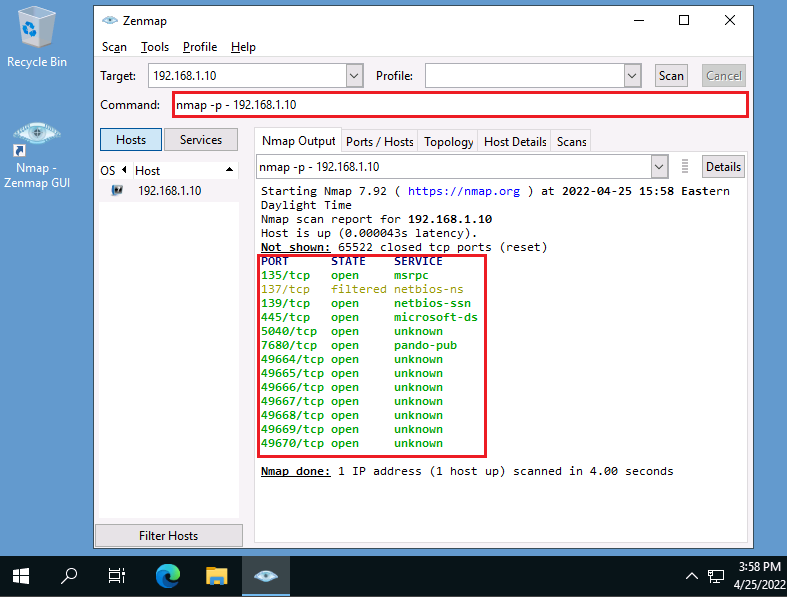 Recycle Bin
Nmap -
Zenmap GUI
Zenmap
Scan Tools Profile Help
Target: 192.168.1.10 Profile: Scan Cancel
Command: nmap -p - 192.168.1.10
Hosts Services
OS Host
192.168.1.10
Filter Hosts
Nmap Output Ports / Hosts Topology Host Details Scans
nmap -p - 192.168.1.10 Details
Starting Nmap 7.92 ( https://nmap.org ) at 2022-04-25 15:58 Eastern
Daylight Time
Nmap scan report for 192.168.1.10
Host is up (0.000043s latency).
Not shown: 65522 closed tcp ports (reset)
PORT STATE SERVICE
135/tcp open msrpc
137/tcp filtered netbios-ns
139/tcp open netbios-ssn
445/tcp open microsoft-ds
5040/tcp open unknown
7680/tcp open pando-pub
49664/tcp open unknown
49665/tcp open unknown
49666/tcp open unknown
49667/tcp open unknown
49668/tcp open unknown
49669/tcp open unknown
49670/tcp open unknown
Nmap done: 1 IP address (1 host up) scanned in 4.00 seconds
3:58 PM
4/25/2022